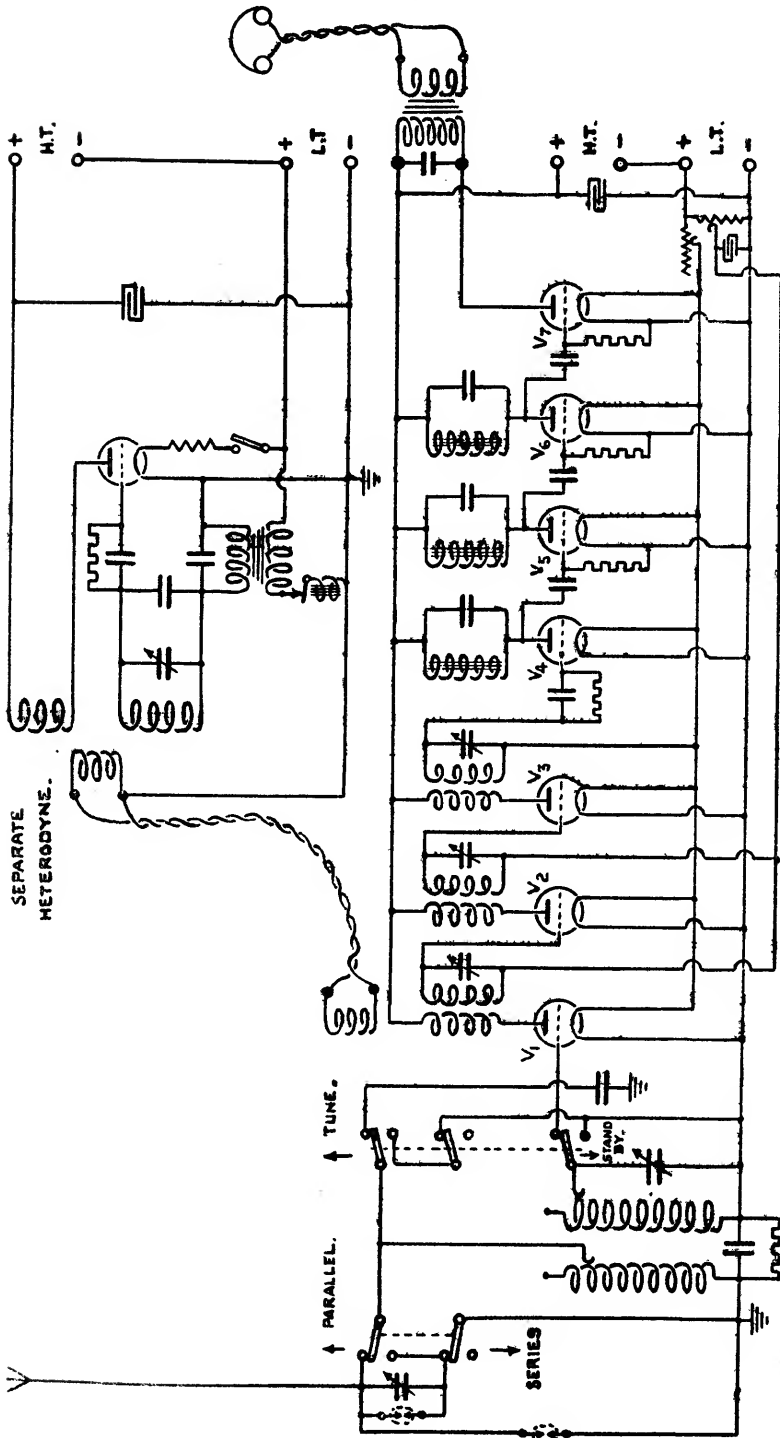 SEPARATE
HETERODYNE.
+
H.T.
-
+
L.T
-
PARALLEL.
SERIES
TUNE.
STAND
BY.
V1
V2
V3
V4
V5
V6
V7
+
H.T.
-
+
L.T.
-